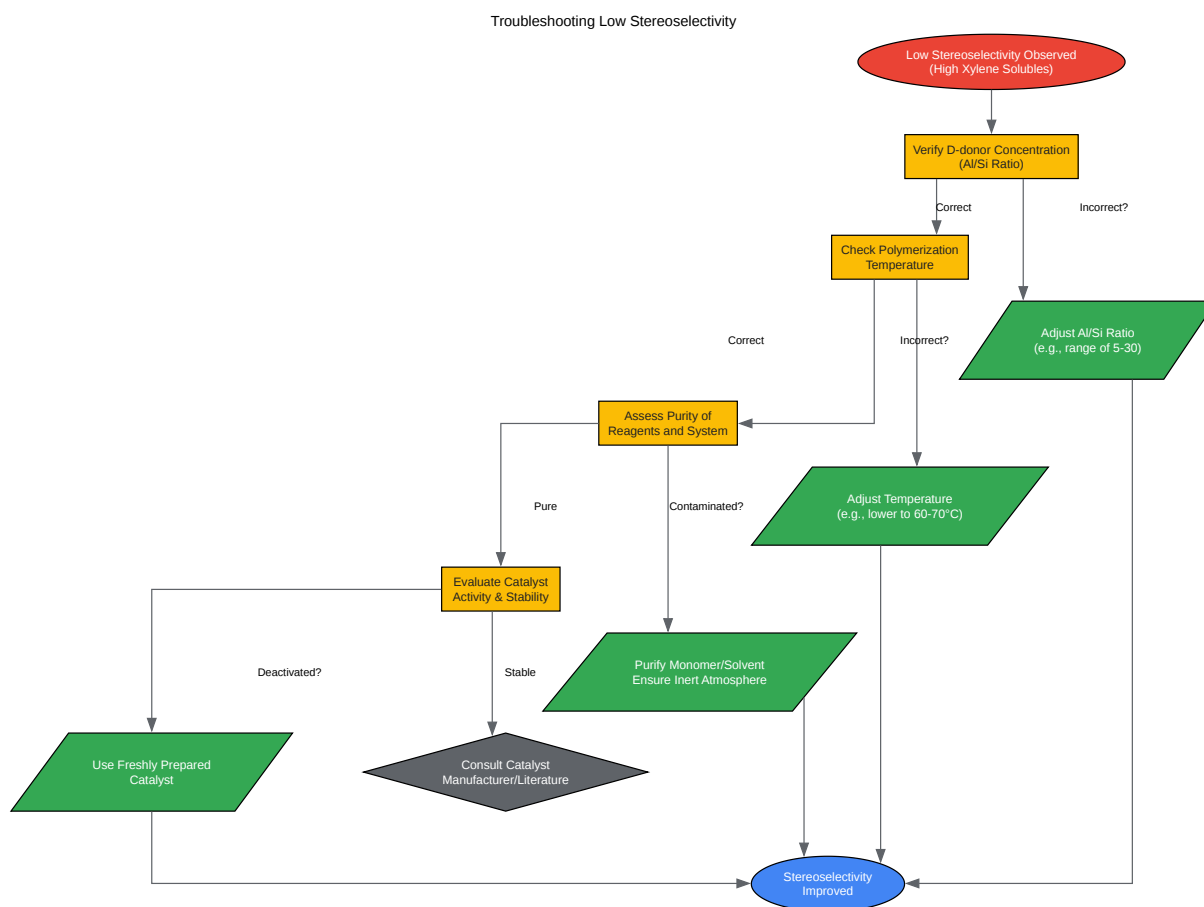 Troubleshooting Low Stereoselectivity
Low Stereoselectivity Observed
(High Xylene Solubles)
Verify D-donor Concentration
(Al/Si Ratio)
Correct
Incorrect?
Check Polymerization
Temperature
Adjust Al/Si Ratio
(e.g., range of 5-30)
Correct
Incorrect?
Assess Purity of
Reagents and System
Adjust Temperature
(e.g., lower to 60-70°C)
Pure
Contaminated?
Evaluate Catalyst
Activity & Stability
Purify Monomer/Solvent
Ensure Inert Atmosphere
Deactivated?
Stable
Use Freshly Prepared
Catalyst
Consult Catalyst
Manufacturer/Literature
Stereoselectivity
Improved